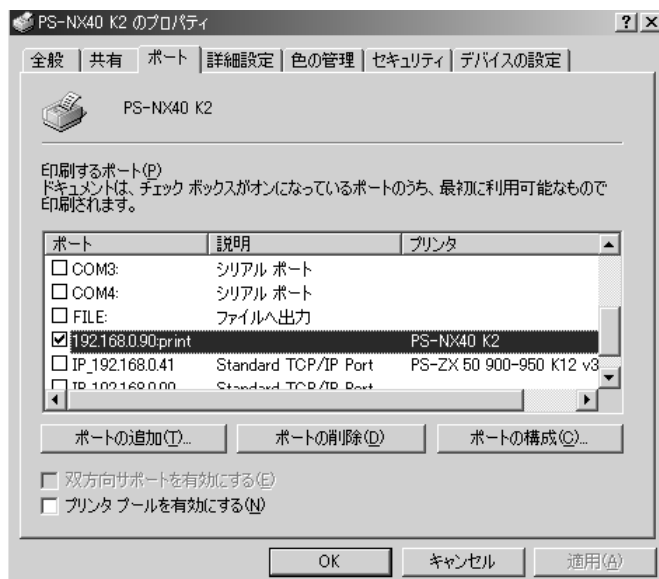 PS-NX40 K2 のプロパティ
全般 共有 ポート 詳細設定 色の管理 セキュリティ デバイスの設定
PS-NX40 K2
印刷するポート(P)
ドキュメントは、チェック ボックスがオンになっているポートのうち、最初に利用可能なもので
印刷されます。
ポート 説明 プリンタ
COM3: シリアル ポート
COM4: シリアル ポート
FILE: ファイルへ出力
192.168.0.90:print PS-NX40 K2
IP_192.168.0.41 Standard TCP/IP Port PS-ZX 50 900-950 K12 v3
Standard TCP/IP Port
ポートの追加(T)... ポートの削除(D) ポートの構成(C)...
双方向サポートを有効にする(E)
プリンタ プールを有効にする(N)
OK キャンセル 適用(A)